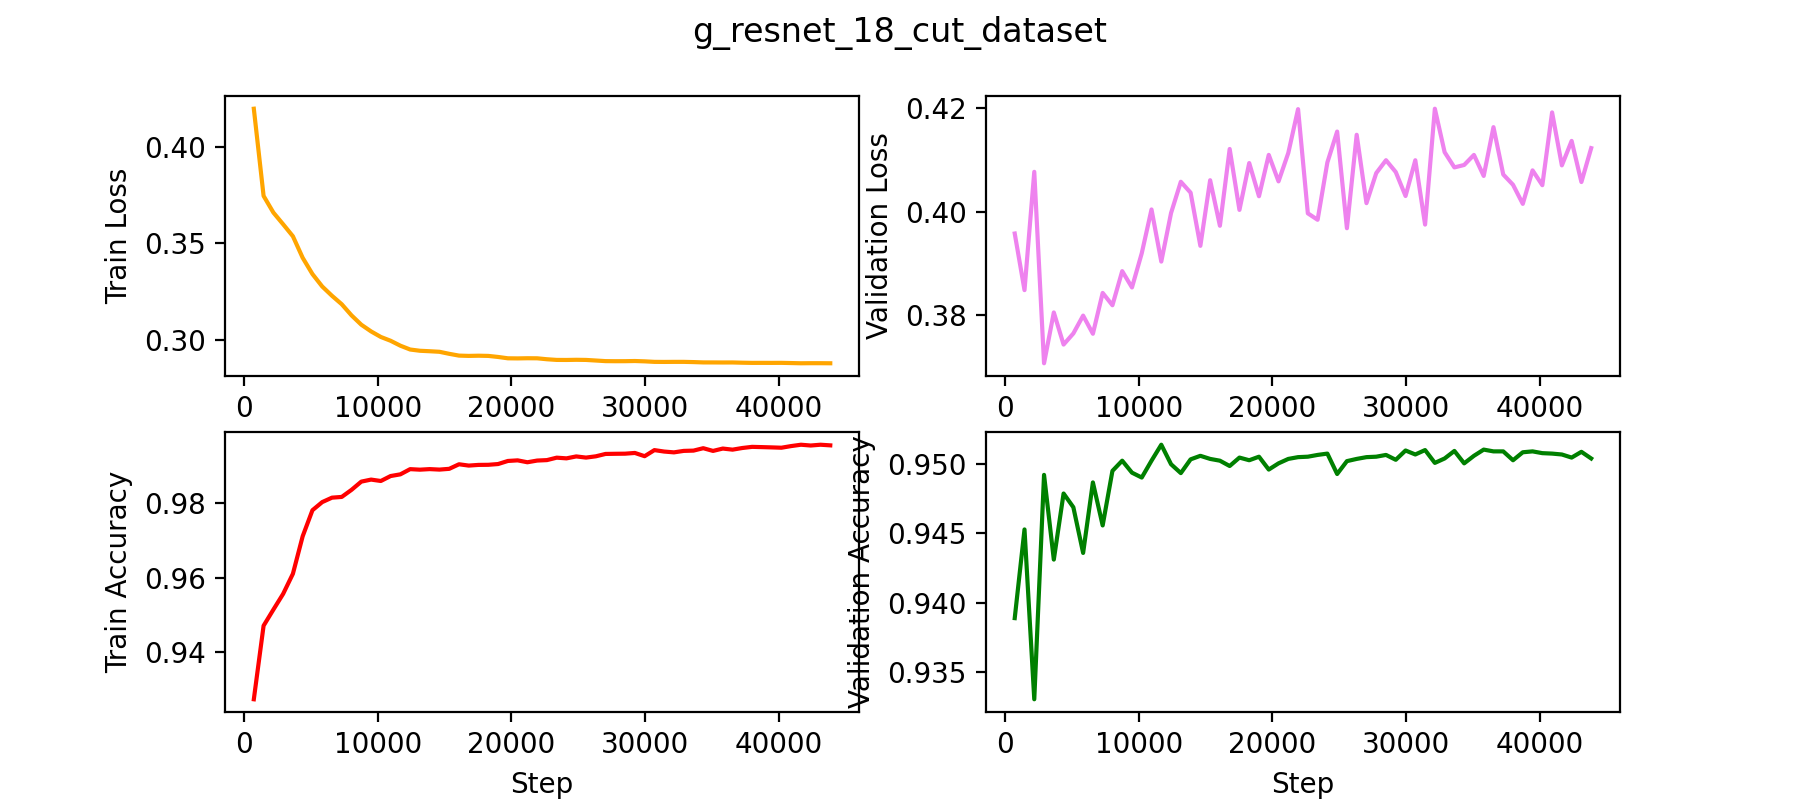 g_resnet_18_cut_dataset
Train Loss
0.40
0.35
0.30
0 10000 20000 30000 40000
Validation Loss
0.42
0.40
0.38
0 10000 20000 30000 40000
Train Accuracy
0.98
0.96
0.94
0 10000 20000 30000 40000
Step
Validation Accuracy
0.950
0.945
0.940
0.935
0 10000 20000 30000 40000
Step